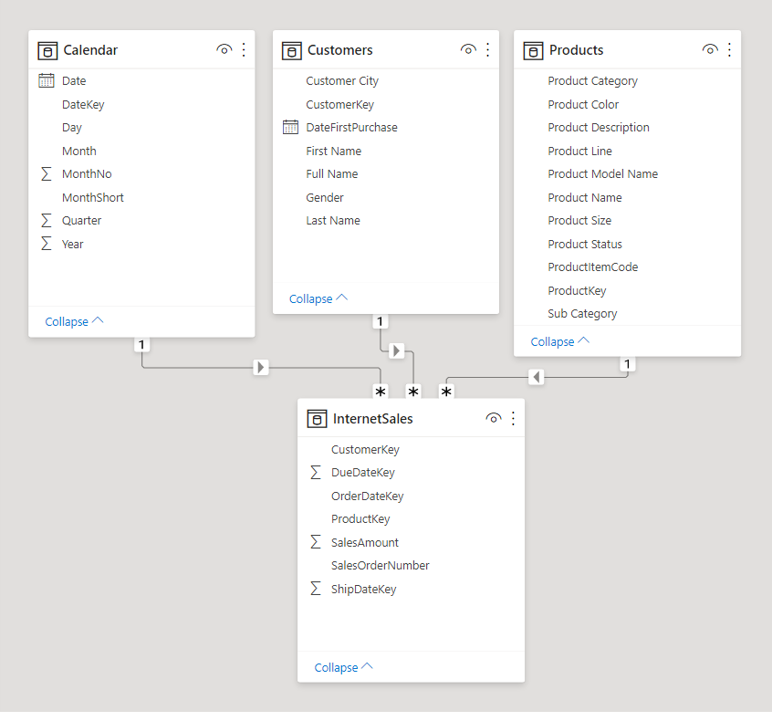 Calendar
Date
DateKey
Day
Month
MonthNo
MonthShort
Quarter
Year
Collapse
1
Customers
Customer City
CustomerKey
DateFirstPurchase
First Name
Full Name
Gender
Last Name
Collapse
1
Products
Product Category
Product Color
Product Description
Product Line
Product Model Name
Product Name
Product Size
Product Status
ProductItemCode
ProductKey
Sub Category
Collapse
1
* * *
InternetSales
CustomerKey
DueDateKey
OrderDateKey
ProductKey
SalesAmount
SalesOrderNumber
ShipDateKey
Collapse